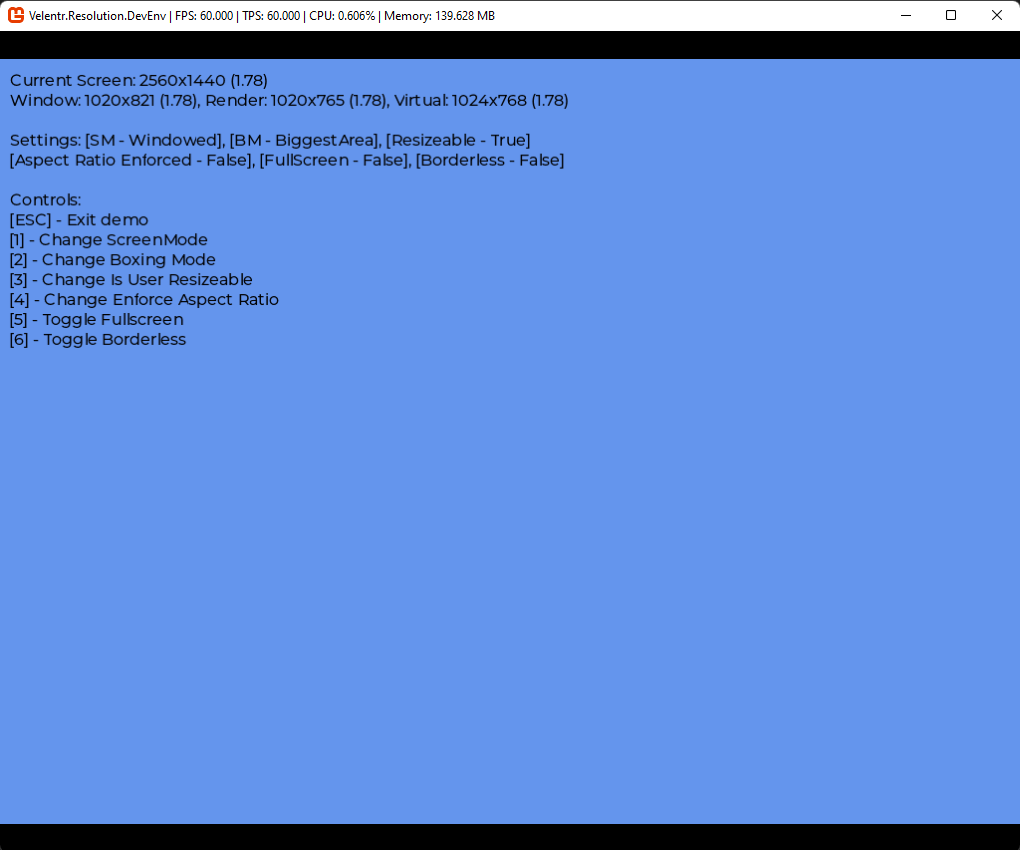 Velentr.Resolution.DevEnv | FPS: 60.000 | TPS: 60.000 | CPU: 0.606% | Memory: 139.628 MB
Current Screen: 2560x1440 (1.78)
Window: 1020x821 (1.78), Render: 1020x765 (1.78), Virtual: 1024x768 (1.78)
Settings: [SM - Windowed], [BM - BiggestArea], [Resizeable - True]
[Aspect Ratio Enforced - False], [FullScreen - False], [Borderless - False]
Controls:
[ESC] - Exit demo
[1] - Change ScreenMode
[2] - Change Boxing Mode
[3] - Change Is User Resizeable
[4] - Change Enforce Aspect Ratio
[5] - Toggle Fullscreen
[6] - Toggle Borderless